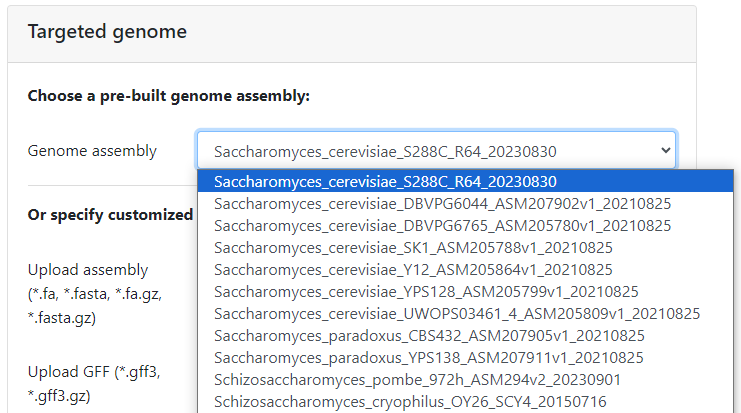 Targeted genome
Choose a pre-built genome assembly:
Genome assembly
Saccharomyces_cerevisiae_S288C_R64_20230830
Saccharomyces_cerevisiae_S288C_R64_20230830
Saccharomyces_cerevisiae_DBVPG6044_ASM207902v1_20210825
Saccharomyces_cerevisiae_DBVPG6765_ASM205780v1_20210825
Saccharomyces_cerevisiae_SK1_ASM205788v1_20210825
Saccharomyces_cerevisiae_Y12_ASM205864v1_20210825
Saccharomyces_cerevisiae_YPS128_ASM205799v1_20210825
Saccharomyces_cerevisiae_UWOPS03461_4_ASM205809v1_20210825
Saccharomyces_paradoxus_CBS432_ASM207905v1_20210825
Saccharomyces_paradoxus_YPS138_ASM207911v1_20210825
Schizosaccharomyces_pombe_972h_ASM294v2_20230901
Schizosaccharomyces_cryophilus_OY26_SCY4_20150716
Or specify customized
Upload assembly
(*.fa, *.fasta, *.fa.gz,
*.fasta.gz)
Upload GFF (*.gff3,
*.gff3.gz)